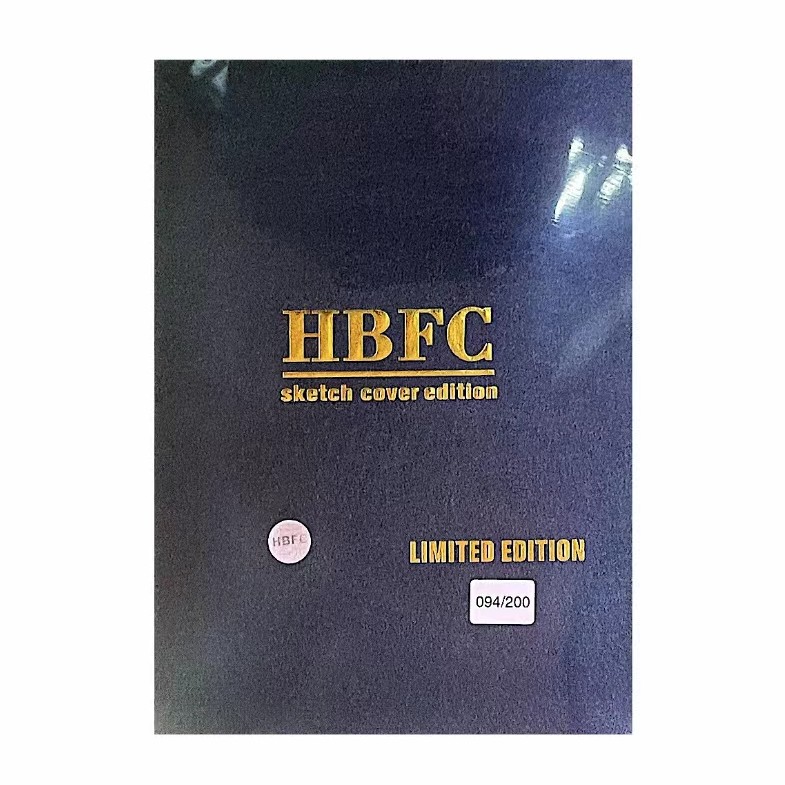 HBFC
sketch cover edition
HBFC
LIMITED EDITION
094/200